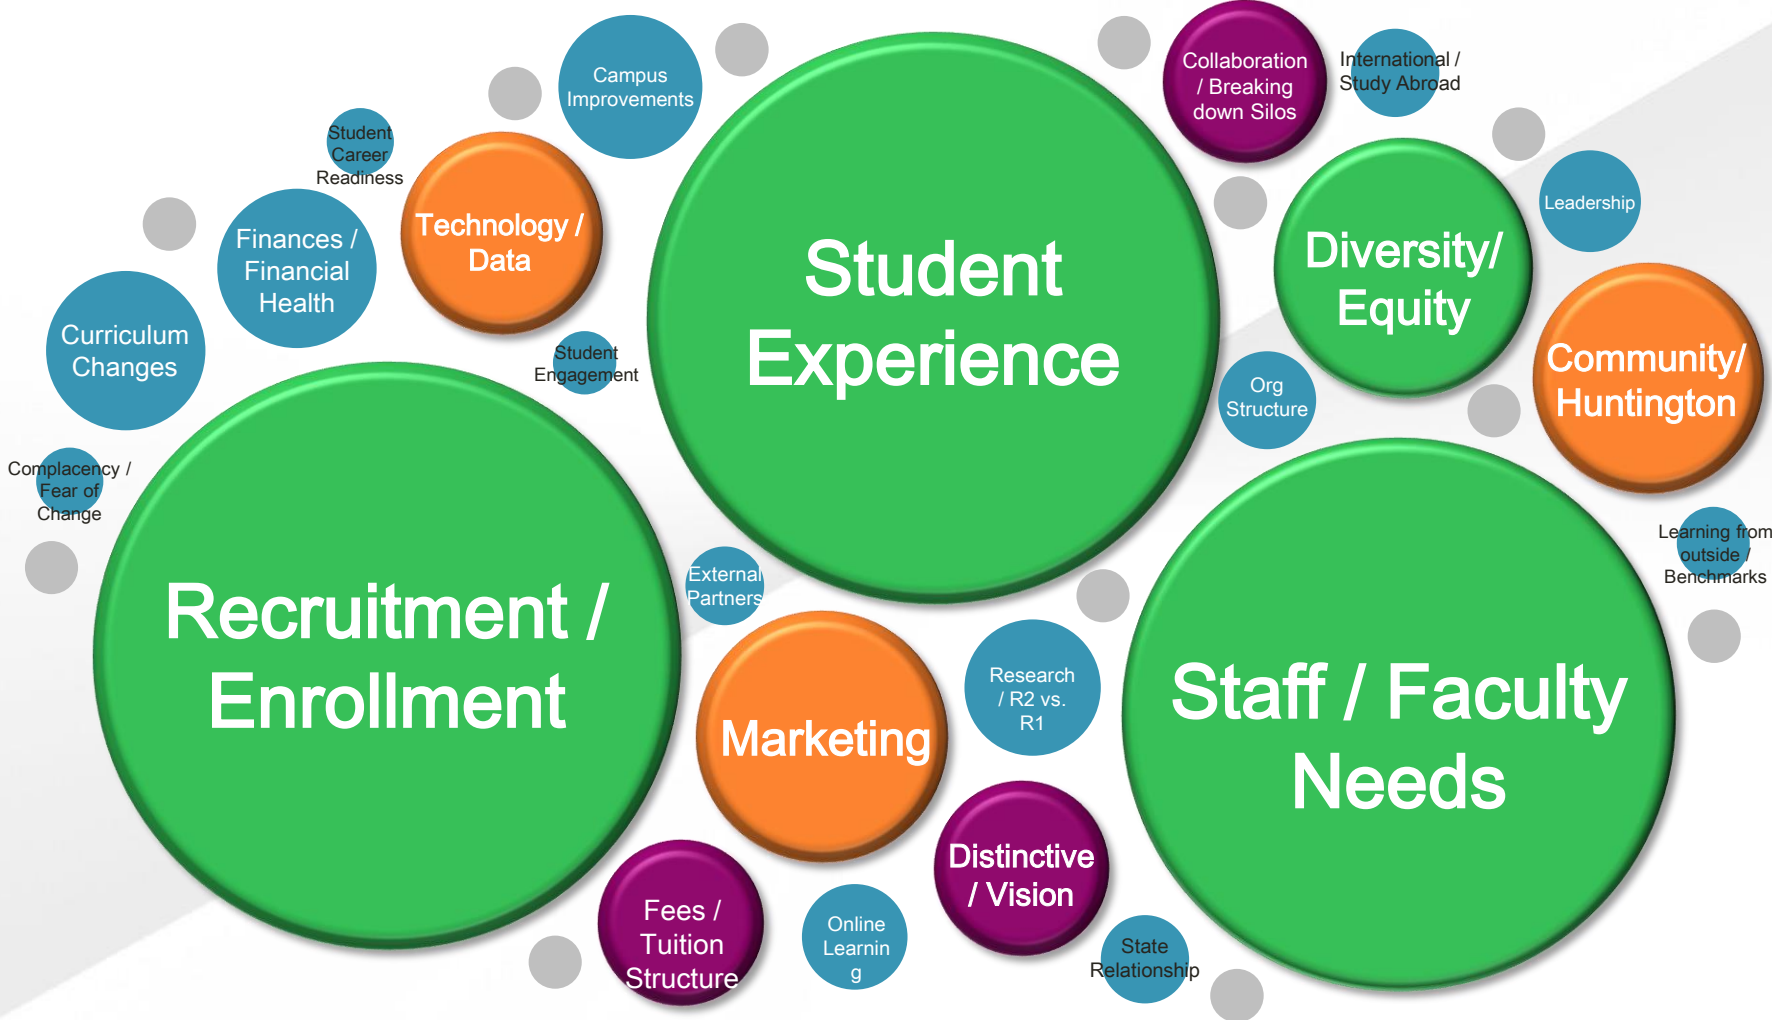 Collaboration
/ Breaking
down Silos
International /
Study Abroad
Campus
Improvements
Student
Career
Readiness
Leadership
Technology /
Data
Finances /
Financial
Health
Student
Experience
Diversity/
Equity
Curriculum
Changes
Student
Engagement
Org
Structure
Community/
Huntington
Complacency /
Fear of
Change
Learning from
outside /
Benchmarks
External
Partners
Recruitment /
Enrollment
Research
/ R2 vs.
R1
Staff / Faculty
Needs
Marketing
Distinctive
/ Vision
Fees /
Tuition
Structure
Online
Learnin
g
State
Relationship